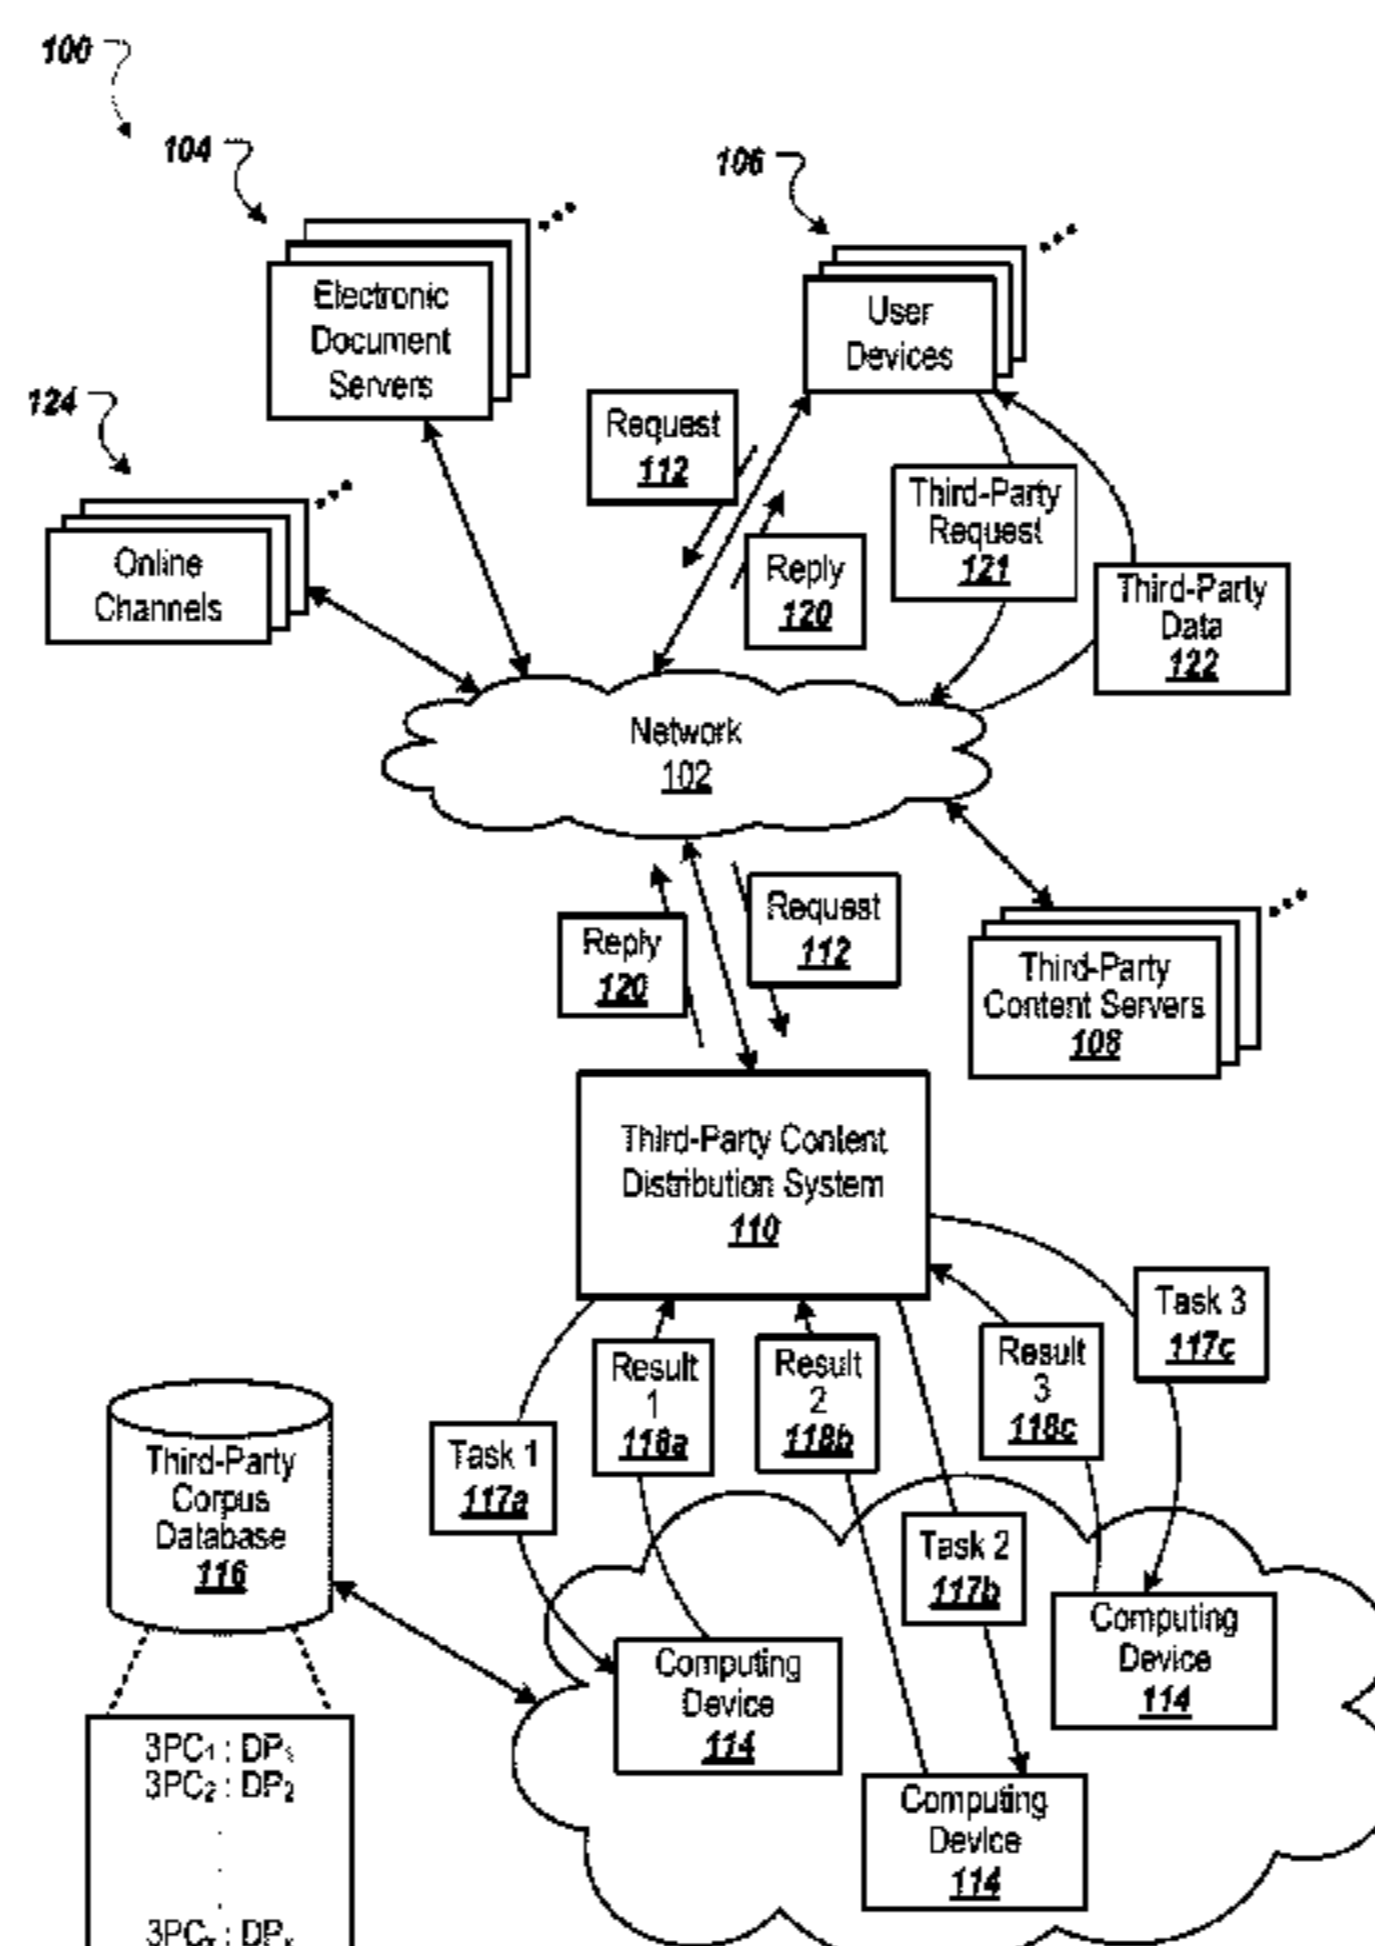 100
104
106
Electronic
Document
Servers
User
Devices
124
Request
112
Third-Party
Request
121
Online
Channels
Reply
120
Third-Party
Data
122
Network
102
Reply
120
Request
112
Third-Party
Content Servers
108
Third-Party Content
Distribution System
110
Task 3
117c
Result
1
118a
Result
2
118b
Result
3
118c
Task 1
117a
Third-Party
Corpus
Database
116
Task 2
117b
Computing
Device
114
Computing
Device
114
Computing
Device
114
3PC₁ : DP₁
3PC₂ : DP₂
.
.
.
3PCₓ : DPₓ